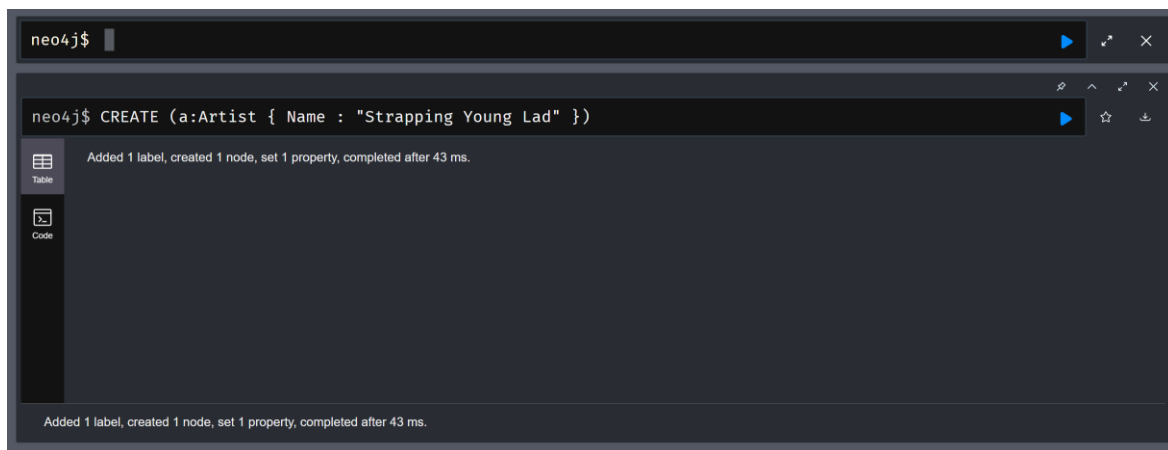 neo4j$
neo4j$ CREATE (a:Artist { Name : "Strapping Young Lad" })
Added 1 label, created 1 node, set 1 property, completed after 43 ms.
Table
Code
Added 1 label, created 1 node, set 1 property, completed after 43 ms.